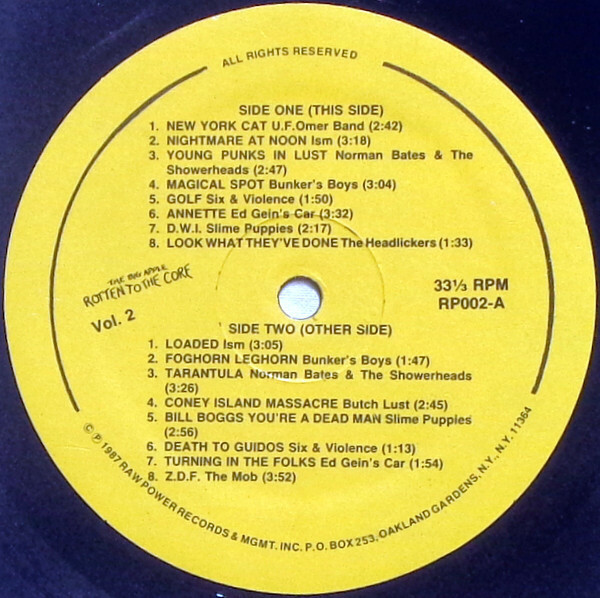 ALL RIGHTS RESERVED
SIDE ONE (THIS SIDE)
1. NEW YORK CAT U.F.Omer Band (2:42)
2. NIGHTMARE AT NOON Ism (3:18)
3. YOUNG PUNKS IN LUST Norman Bates & The
Showerheads (2:47)
4. MAGICAL SPOT Bunker's Boys (3:04)
5. GOLF Six & Violence (1:50)
6. ANNETTE Ed Gein's Car (3:32)
7. D.W.I. Slime Puppies (2:17)
8. LOOK WHAT THEY'VE DONE The Headlickers (1:33)
THE BIG APPLE
ROTTEN TO THE CORE
Vol. 2
33⅓ RPM
RP002-A
SIDE TWO (OTHER SIDE)
1. LOADED Ism (3:05)
2. FOGHORN LEGHORN Bunker's Boys (1:47)
3. TARANTULA Norman Bates & The Showerheads
(3:26)
4. CONEY ISLAND MASSACRE Butch Lust (2:45)
5. BILL BOGGS YOU'RE A DEAD MAN Slime Puppies
(2:56)
6. DEATH TO GUIDOS Six & Violence (1:13)
7. TURNING IN THE FOLKS Ed Gein's Car (1:54)
8. Z.D.F. The Mob (3:52)
© ℗ 1987 RAW POWER RECORDS & MGMT. INC. P.O. BOX 253, OAKLAND GARDENS, N.Y., N.Y. 11364